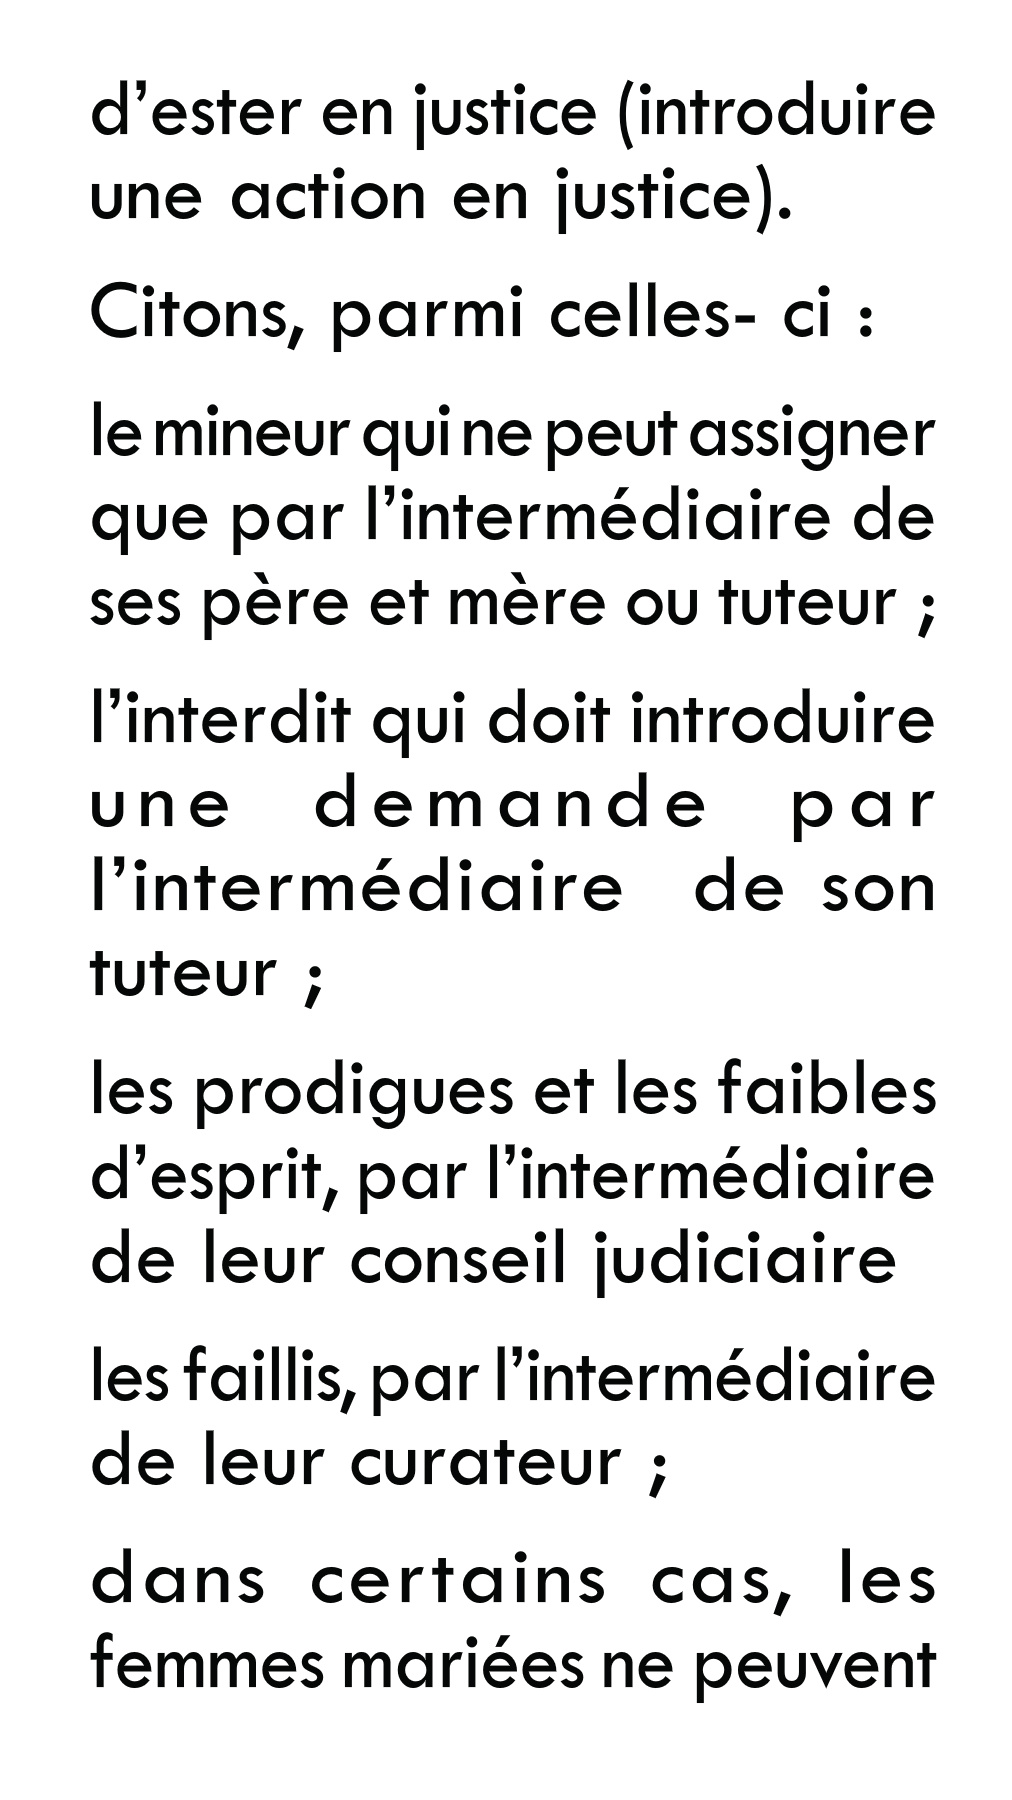 d’ester en justice (introduire
une action en justice).
Citons, parmi celles- ci :
le mineur qui ne peut assigner
que par l’intermédiaire de
ses père et mère ou tuteur ;
l’interdit qui doit introduire
une demande par
l’intermédiaire de son
tuteur ;
les prodigues et les faibles
d’esprit, par l’intermédiaire
de leur conseil judiciaire
les faillis, par l’intermédiaire
de leur curateur ;
dans certains cas, les
femmes mariées ne peuvent